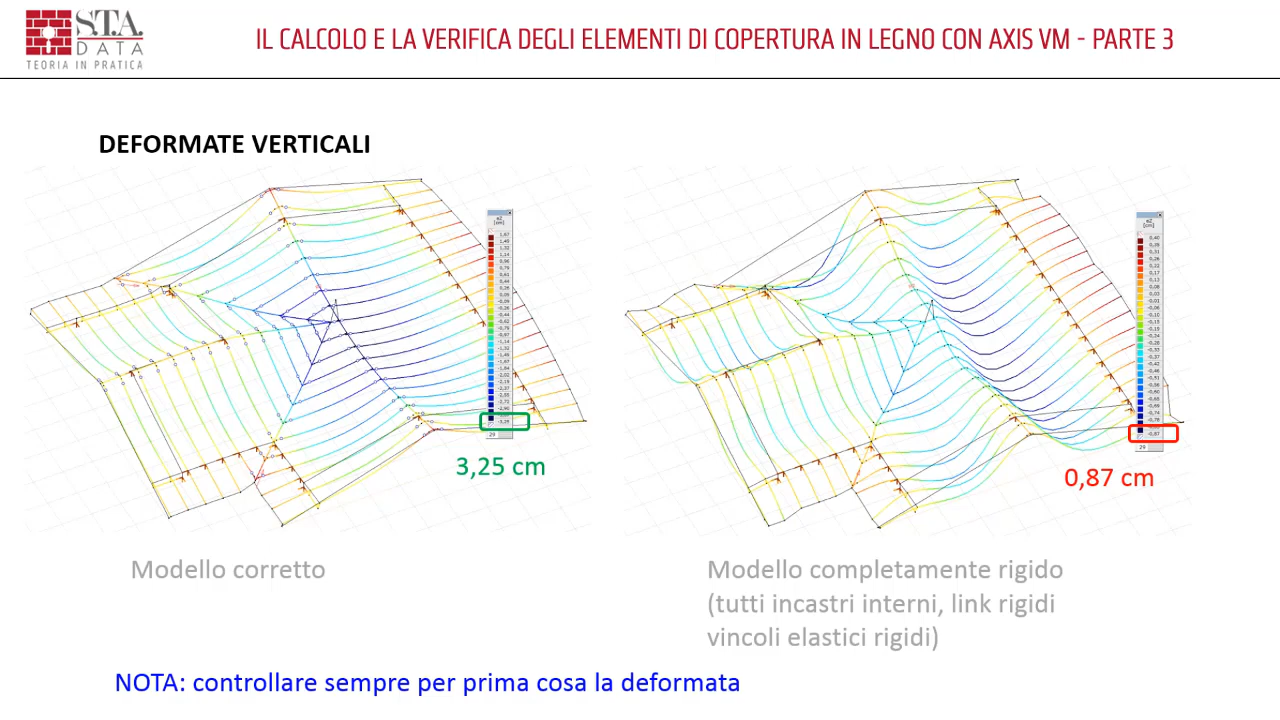 S.T.A.
DATA
TEORIA IN PRATICA
IL CALCOLO E LA VERIFICA DEGLI ELEMENTI DI COPERTURA IN LEGNO CON AXIS VM - PARTE 3
DEFORMATE VERTICALI
3,25 cm
0,87 cm
Modello corretto
Modello completamente rigido
(tutti incastri interni, link rigidi
vincoli elastici rigidi)
NOTA: controllare sempre per prima cosa la deformata